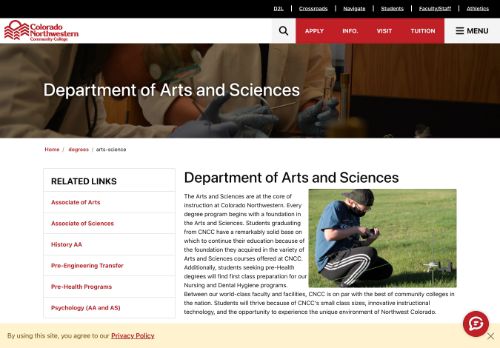 D2L Crossroads Navigate Students Faculty/Staff Athletics
Colorado
Northwestern
Community College
APPLY INFO. VISIT TUITION MENU
Department of Arts and Sciences
Home / degrees / arts-science
RELATED LINKS
Associate of Arts
Associate of Sciences
History AA
Pre-Engineering Transfer
Pre-Health Programs
Psychology (AA and AS)
Department of Arts and Sciences
The Arts and Sciences are at the core of
instruction at Colorado Northwestern. Every
degree program begins with a foundation in
the Arts and Sciences. Students graduating
from CNCC have a remarkably solid base on
which to continue their education because of
the foundation they acquired in the variety of
Arts and Sciences courses offered at CNCC.
Additionally, students seeking pre-Health
degrees will find first class preparation for our
Nursing and Dental Hygiene programs.
Between our world-class faculty and facilities, CNCC is on par with the best of community colleges in
the nation. Students will thrive because of CNCC's small class sizes, innovative instructional
technology, and the opportunity to experience the unique environment of Northwest Colorado.
By using this site, you agree to our Privacy Policy